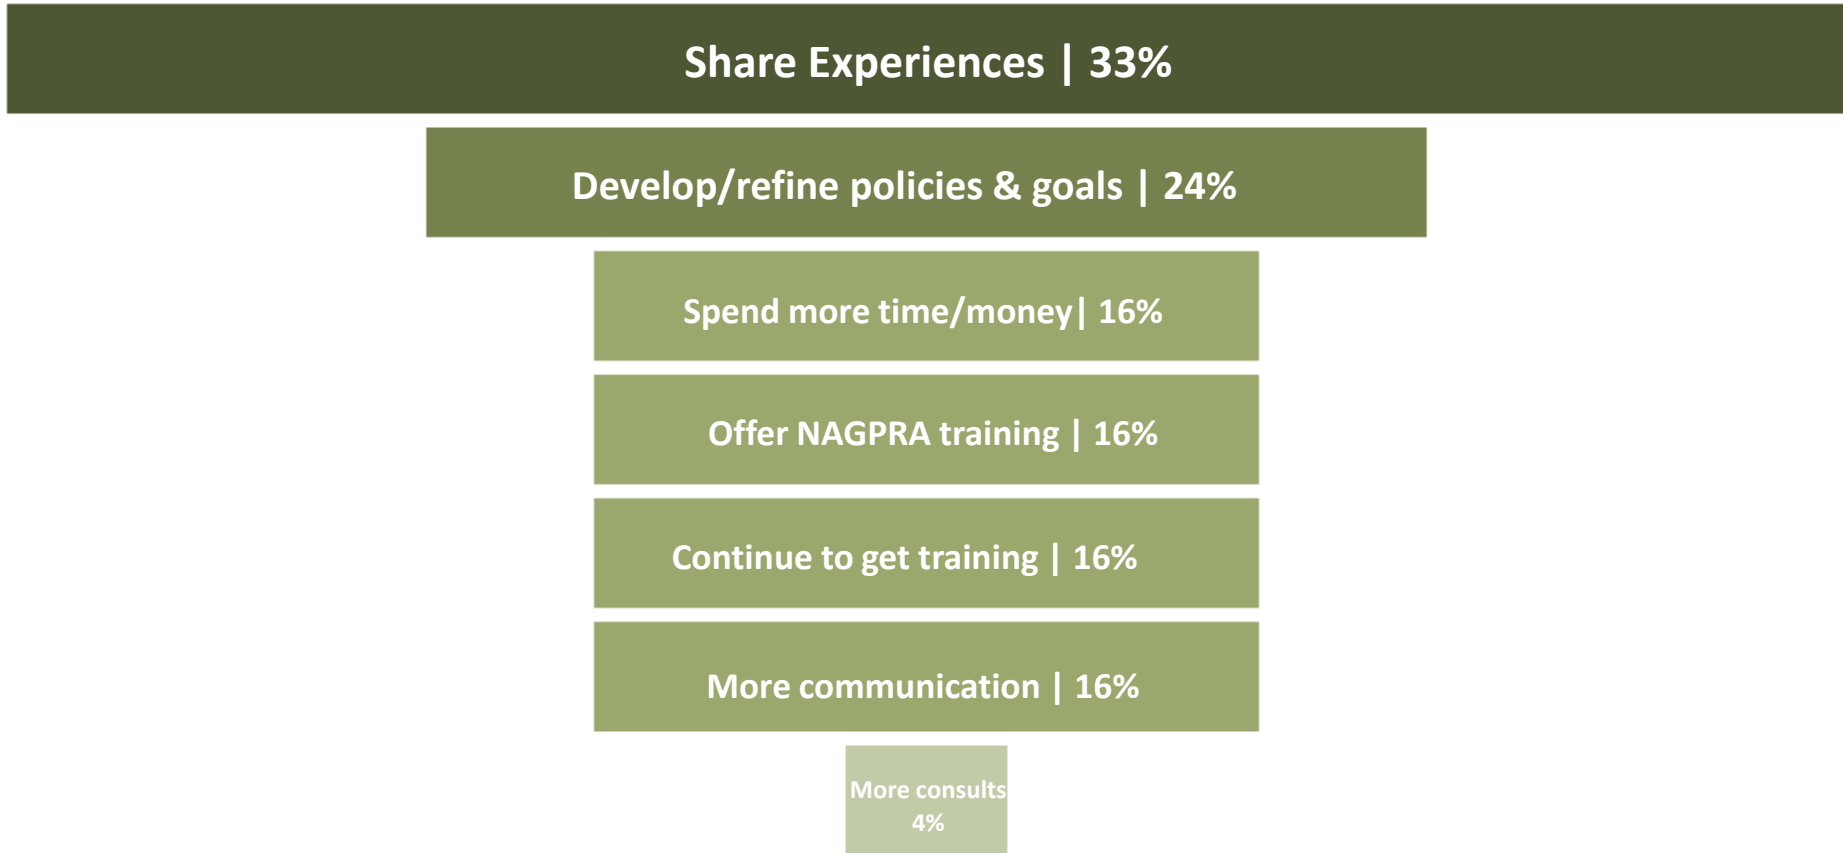 Share Experiences | 33%
Develop/refine policies & goals | 24%
Spend more time/money| 16%
Offer NAGPRA training | 16%
Continue to get training | 16%
More communication | 16%
More consults
4%